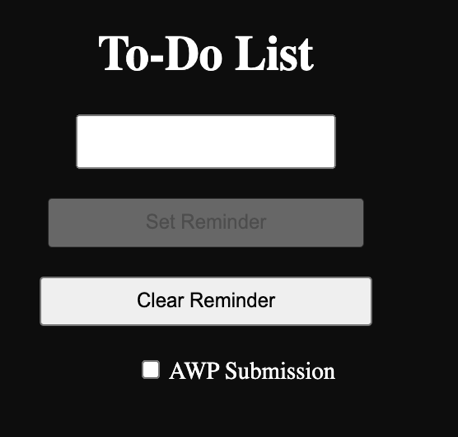 To-Do List
Set Reminder
Clear Reminder
AWP Submission